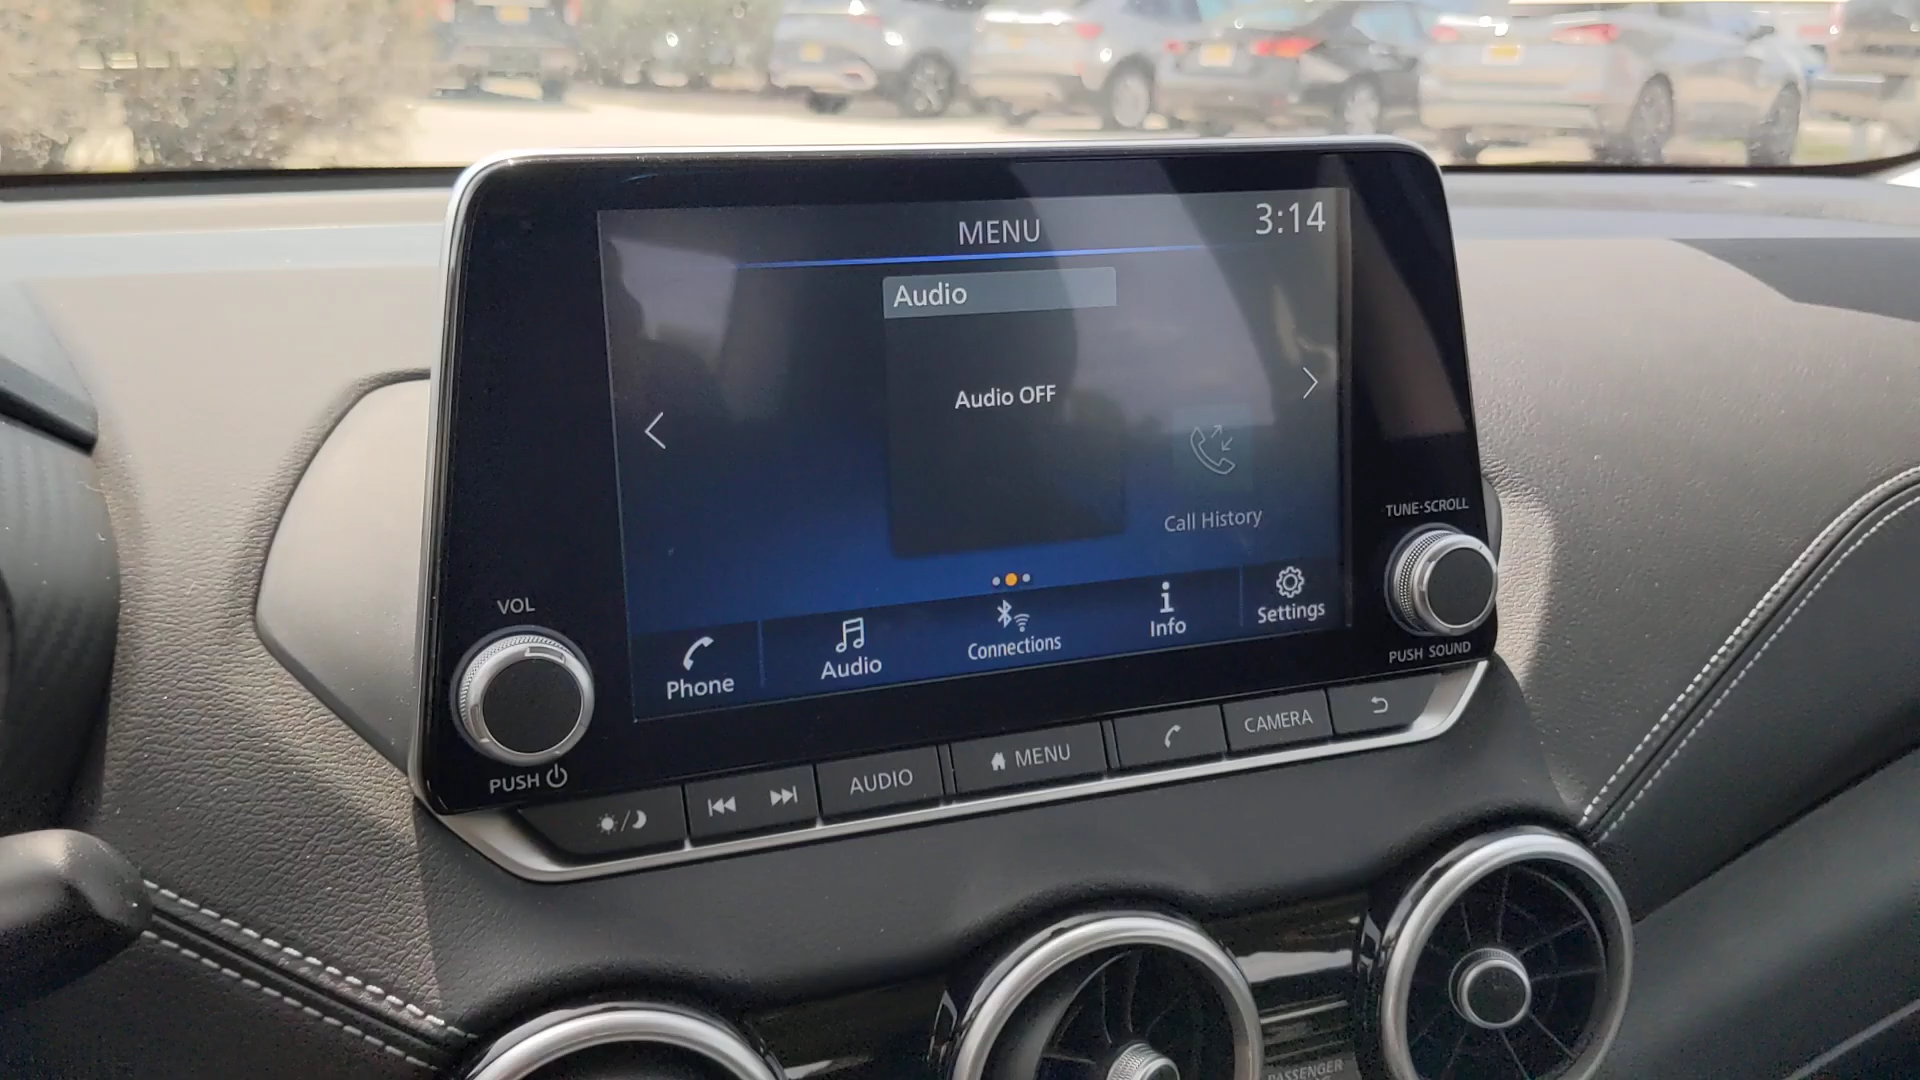 MENU
3:14
Audio
Audio OFF
Call History
Phone
Audio
Connections
Info
Settings
VOL
PUSH
TUNE·SCROLL
PUSH SOUND
AUDIO
MENU
CAMERA
PASSENGER